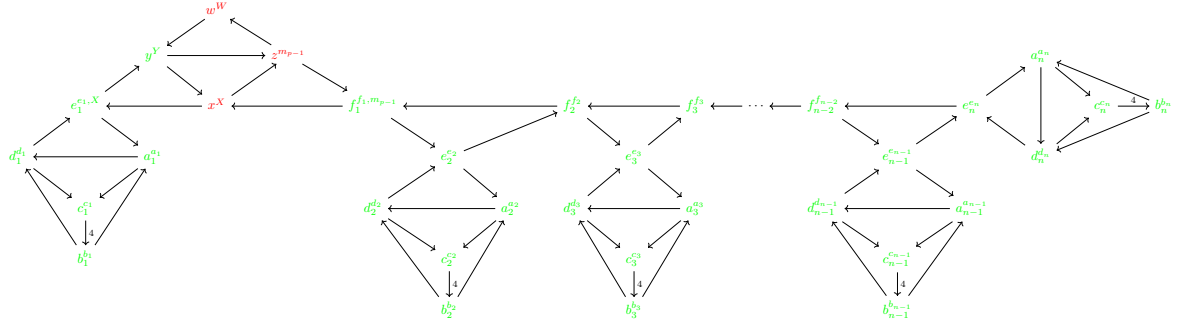 w^W
y^Y z^{m_{p-1}}
a_n^{a_n}
e_1^{e_1,X} x^X f_1^{f_1,m_{p-1}} f_2^{f_2} f_3^{f_3} ⋯ f_{n-2}^{f_{n-2}} e_n^{e_n} c_n^{c_n} 4 b_n^{b_n}
d_1^{d_1} a_1^{a_1} e_2^{e_2} e_3^{e_3} e_{n-1}^{e_{n-1}} d_n^{d_n}
c_1^{c_1} d_2^{d_2} a_2^{a_2} d_3^{d_3} a_3^{a_3} d_{n-1}^{d_{n-1}} a_{n-1}^{a_{n-1}}
4
b_1^{b_1} c_2^{c_2} c_3^{c_3} c_{n-1}^{c_{n-1}}
4 4 4
b_2^{b_2} b_3^{b_3} b_{n-1}^{b_{n-1}}